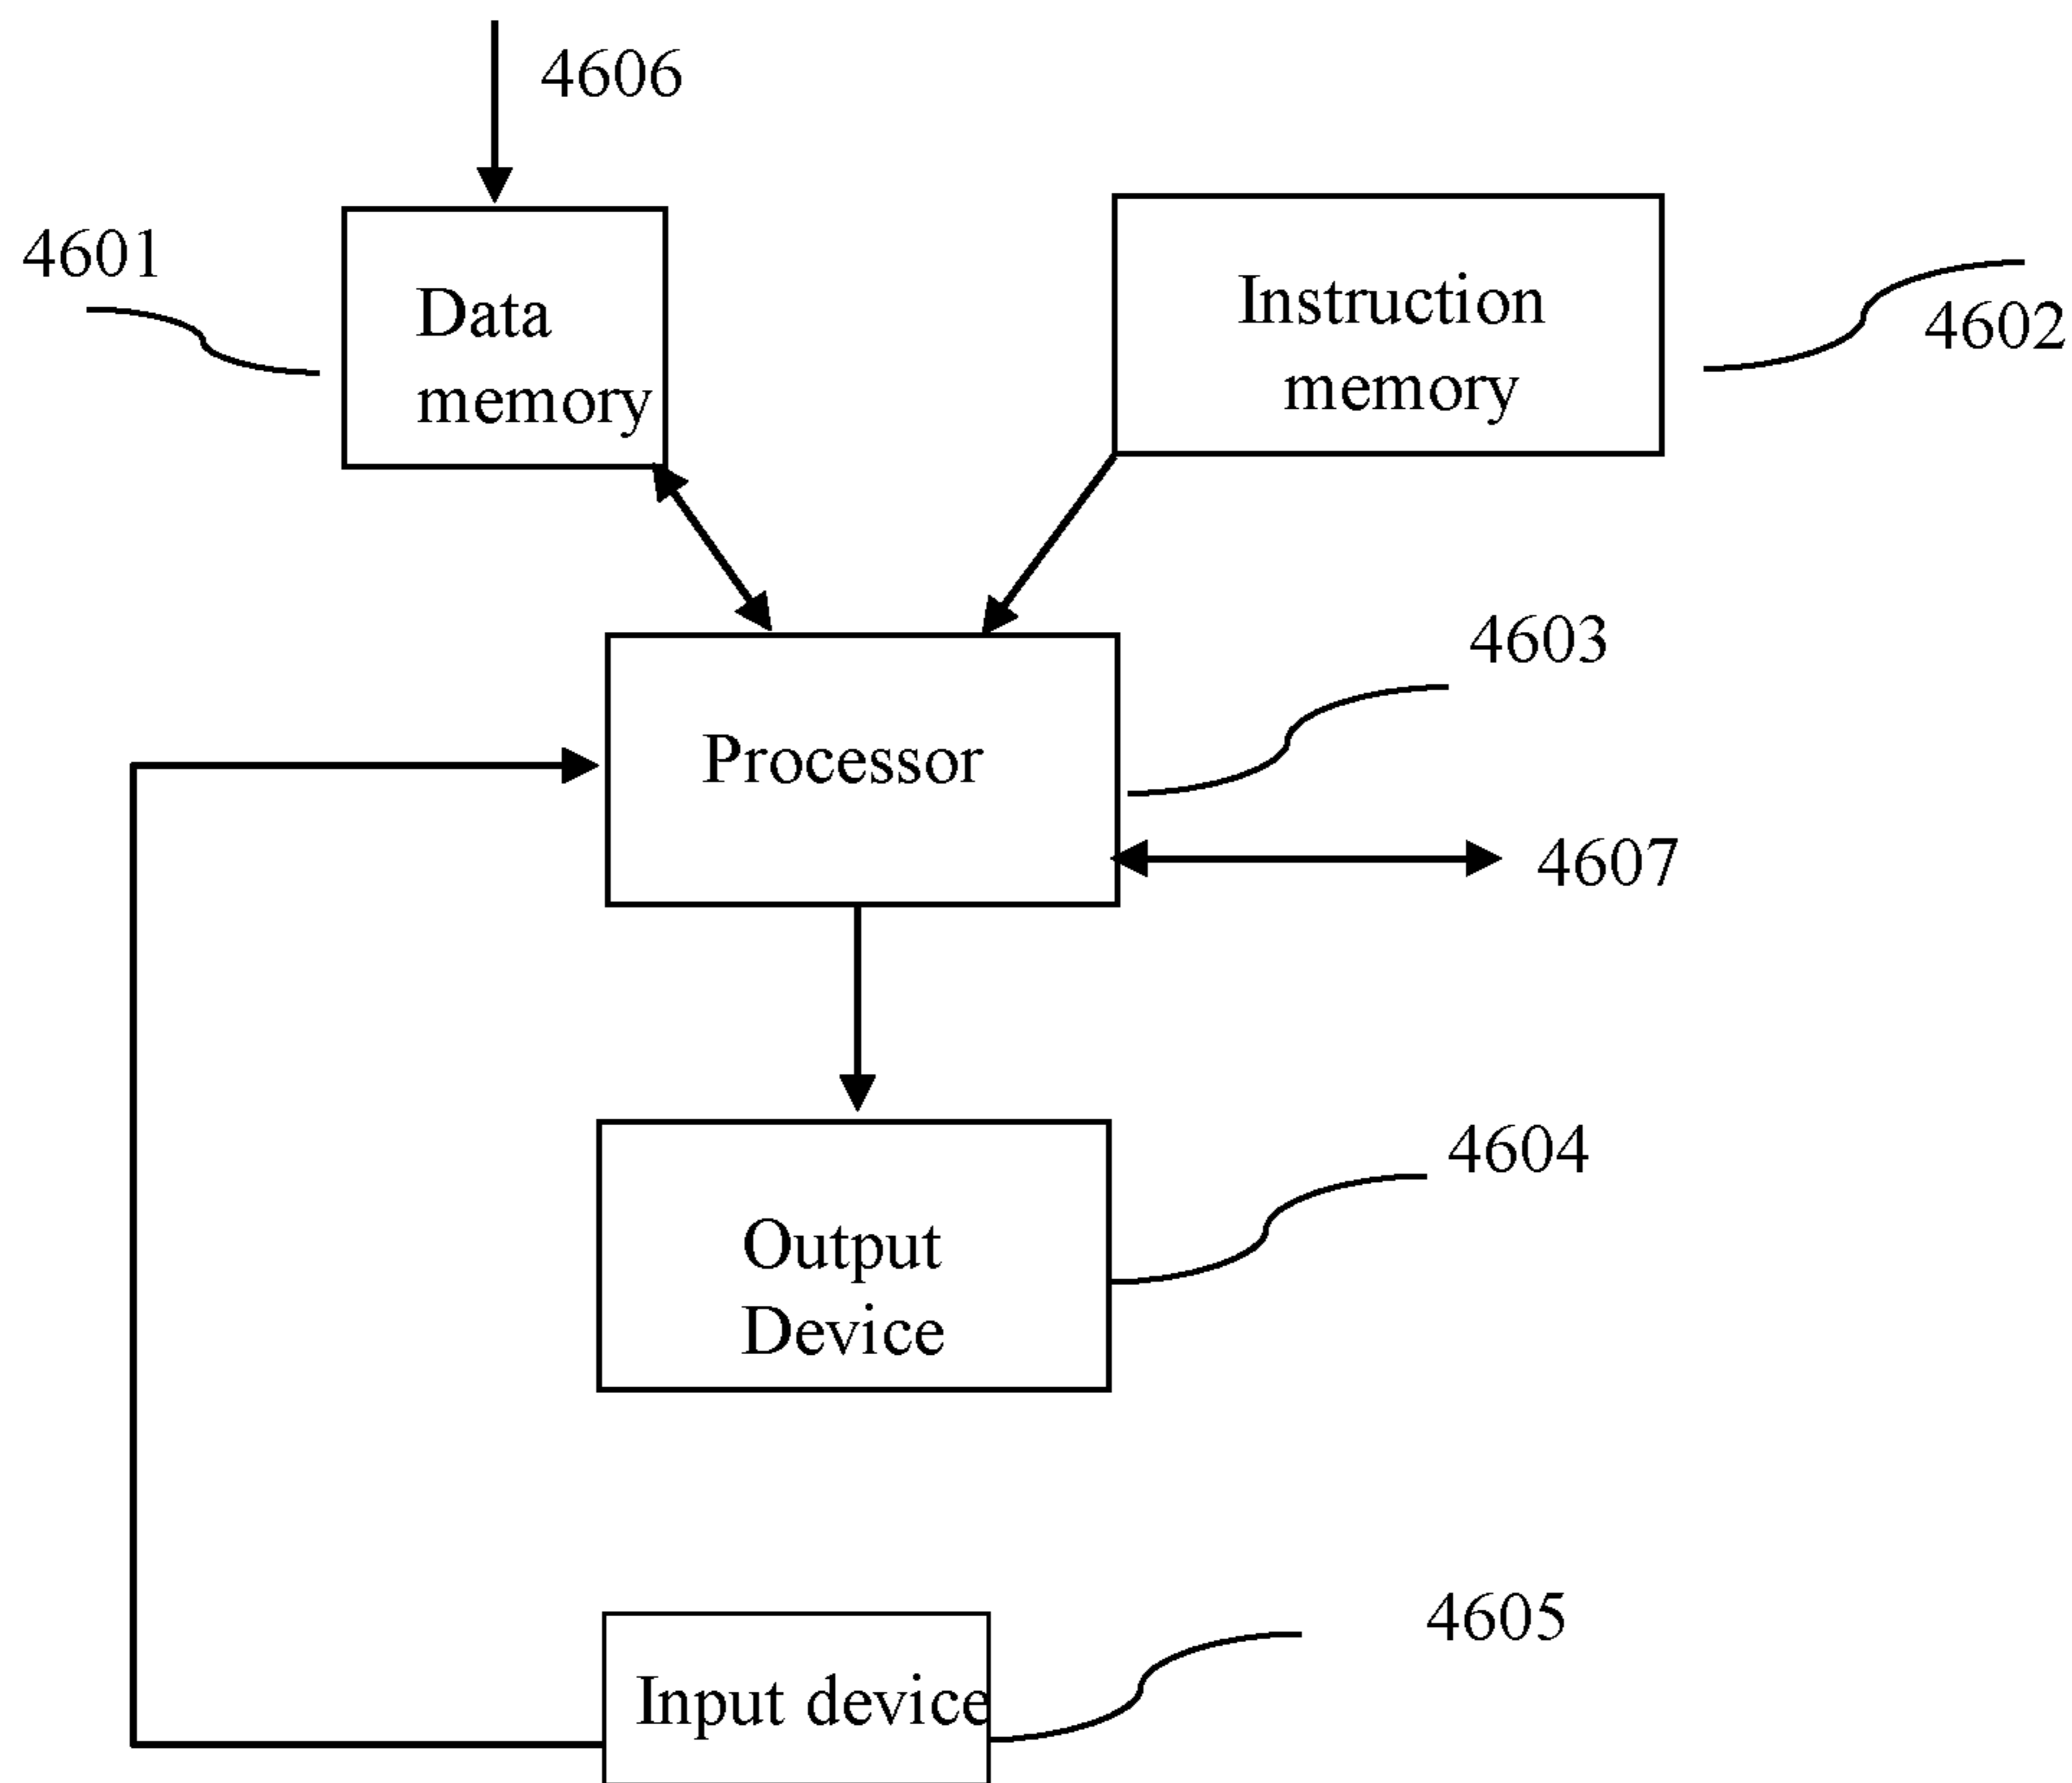 4606
4601
Data
memory
Instruction
memory
4602
4603
Processor
4607
4604
Output
Device
4605
Input device